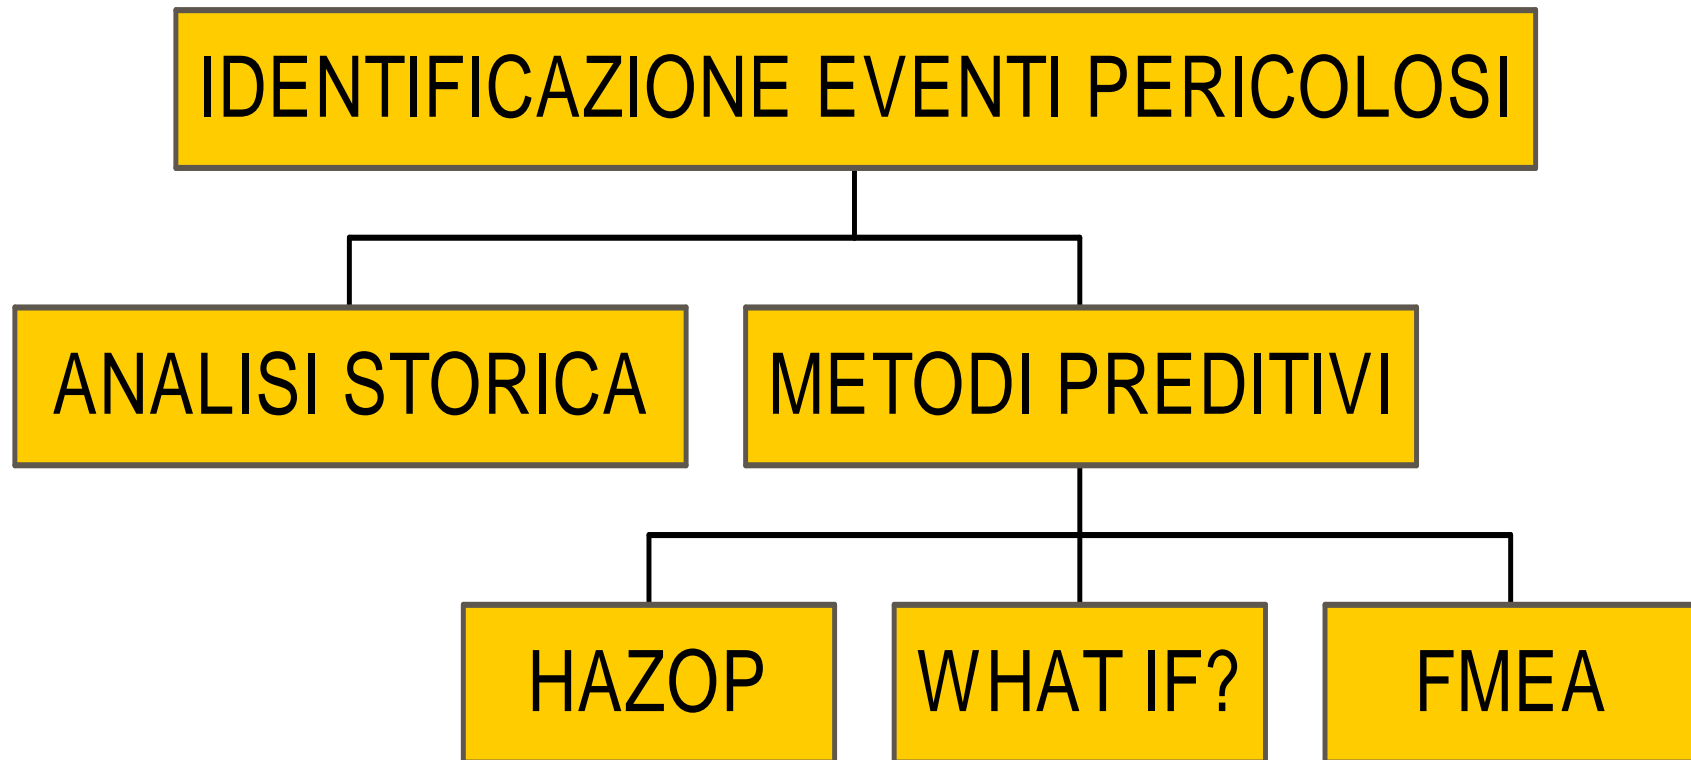 IDENTIFICAZIONE EVENTI PERICOLOSI
ANALISI STORICA
METODI PREDITIVI
HAZOP
WHAT IF?
FMEA